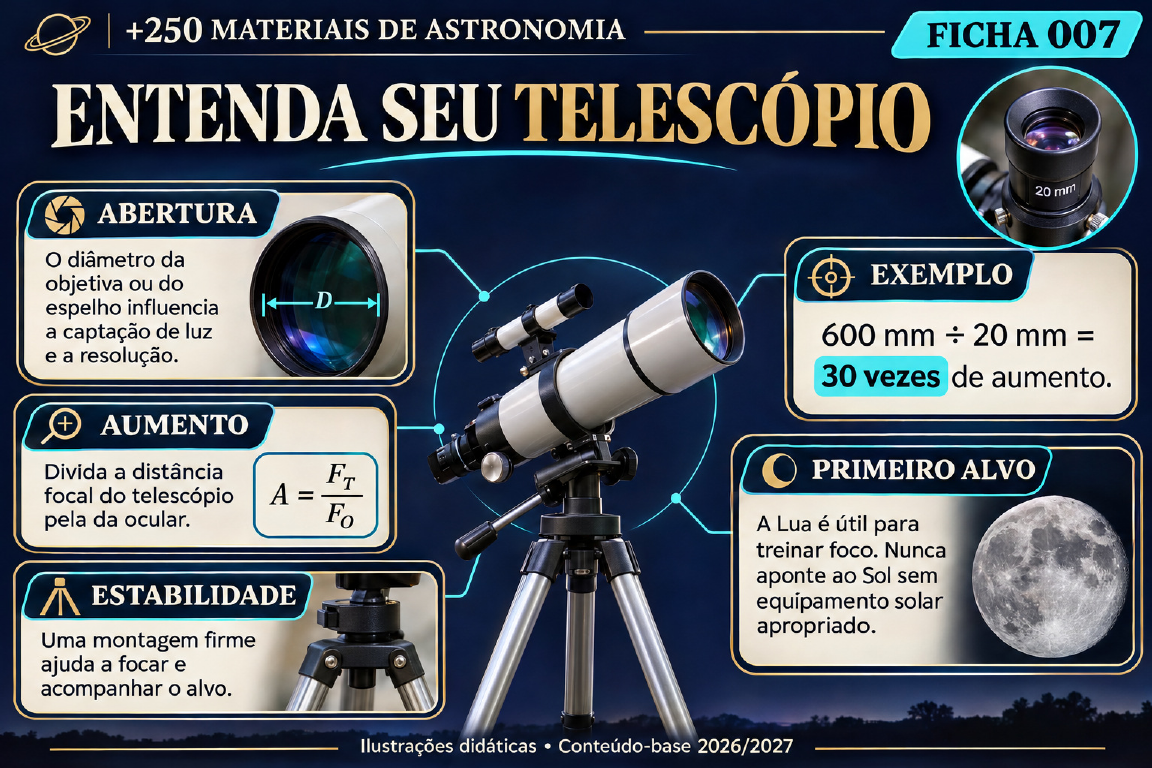 +250 MATERIAIS DE ASTRONOMIA
FICHA 007
ENTENDA SEU TELESCÓPIO
20 mm
ABERTURA
O diâmetro da
objetiva ou do
espelho influencia
a captação de luz
e a resolução.
D
EXEMPLO
600 mm ÷ 20 mm =
30 vezes de aumento.
AUMENTO
Divida a distância
focal do telescópio
pela da ocular.
A = F_T / F_O
PRIMEIRO ALVO
A Lua é útil para
treinar foco. Nunca
aponte ao Sol sem
equípamento solar
apropriado.
ESTABILIDADE
Uma montagem firme
ajuda a focar e
acompanhar o alvo.
Ilustrações didáticas • Conteúdo-base 2026/2027